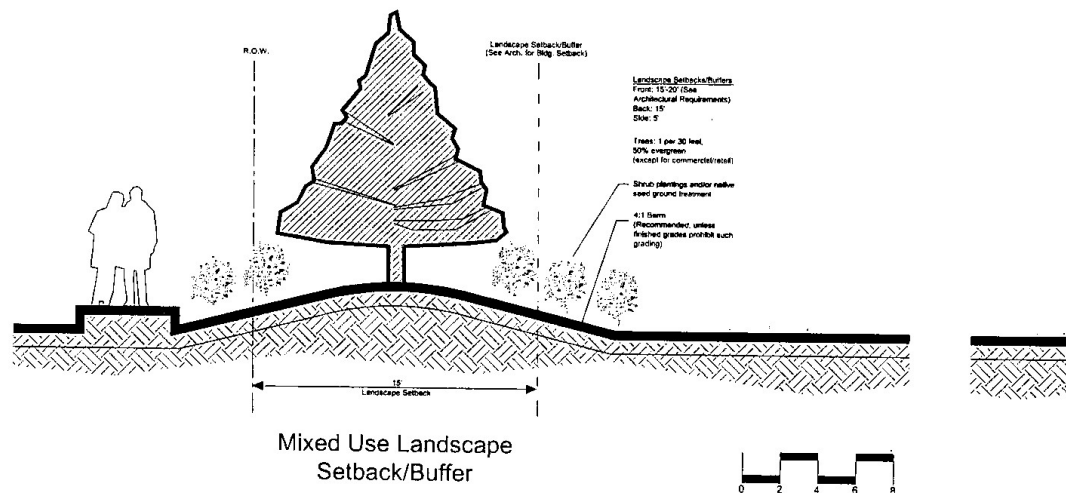 R.O.W.
Landscape Setback/Buffer
(See Arch. for Bldg. Setback)
Landscape Setbacks/Buffers
Front: 15'-20' (See
Architectural Requirements)
Back: 15'
Side: 5'
Trees: 1 per 30 feet,
50% evergreen
(except for commercial/retail)
Shrub plantings and/or native
seed ground treatment
4:1 Berm
(Recommended, unless
finished grades prohibit such
grading)
15'
Landscape Setback
Mixed Use Landscape
Setback/Buffer
0 2 4 6 8